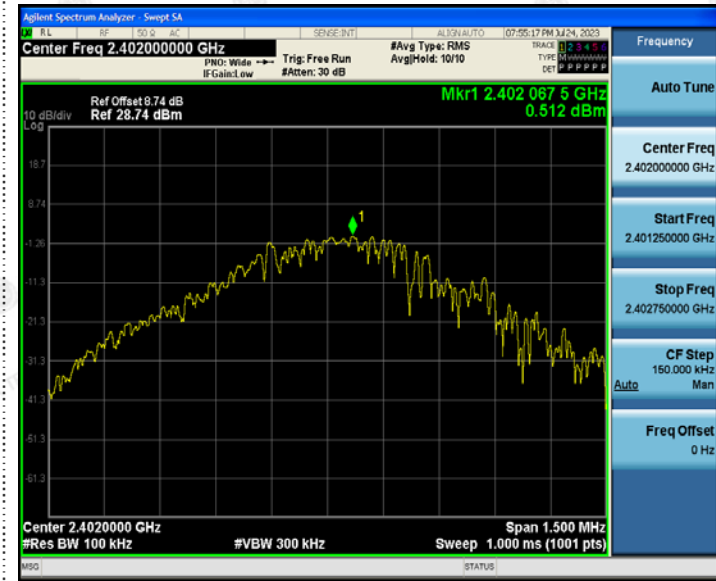 Agilent Spectrum Analyzer - Swept SA
RL RF 50 Ω AC SENSE:INT ALIGN AUTO 07:55:17 PM Jul 24, 2023
Center Freq 2.402000000 GHz
PNO: Wide Trig: Free Run
IFGain:Low #Atten: 30 dB
#Avg Type: RMS
Avg|Hold: 10/10
TRACE 1 2 3 4 5 6
TYPE M
DET P P P P P P
Ref Offset 8.74 dB
10 dB/div Ref 28.74 dBm
Log
Mkr1 2.402 067 5 GHz
0.512 dBm
18.7
8.74
1
-1.26
-11.3
-21.3
-31.3
-41.3
-51.3
-61.3
Center 2.4020000 GHz Span 1.500 MHz
#Res BW 100 kHz #VBW 300 kHz Sweep 1.000 ms (1001 pts)
MSG STATUS
Frequency
Auto Tune
Center Freq
2.402000000 GHz
Start Freq
2.401250000 GHz
Stop Freq
2.402750000 GHz
CF Step
150.000 kHz
Auto Man
Freq Offset
0 Hz